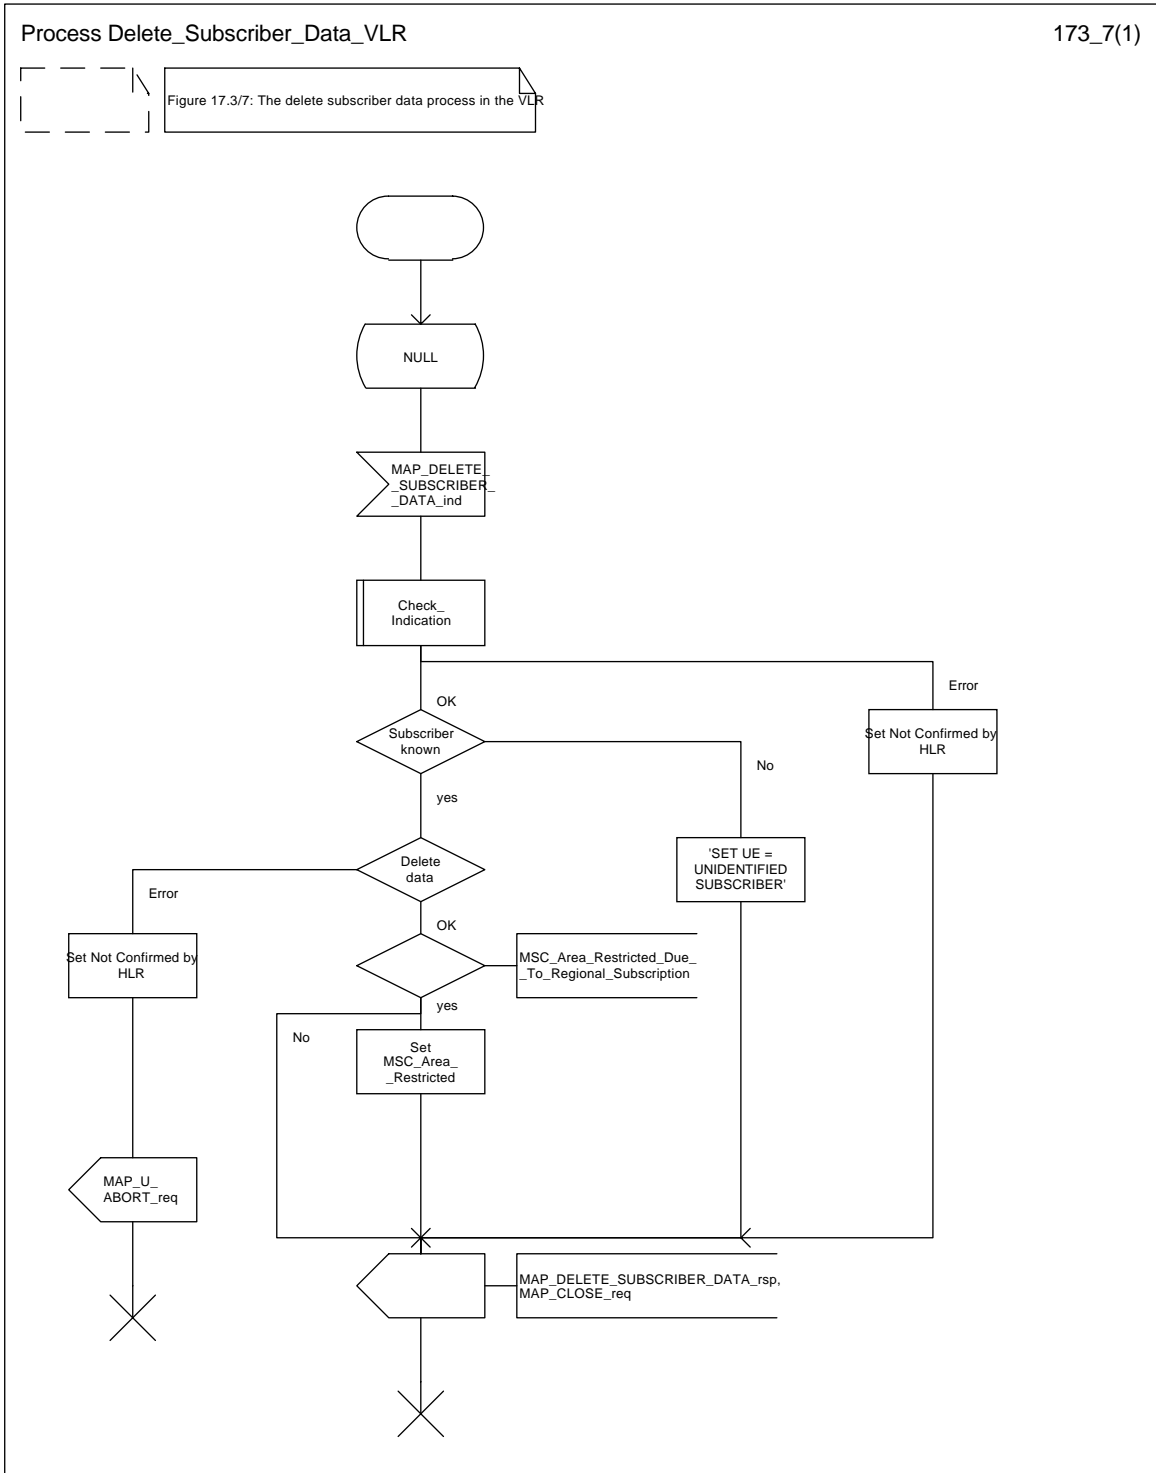 Process Delete_Subscriber_Data_VLR
173_7(1)
Figure 17.3/7: The delete subscriber data process in the VLR
NULL
MAP_DELETE_
_SUBSCRIBER_
_DATA_ind
Check_
Indication
Error
OK
Subscriber
known
Set Not Confirmed by
HLR
No
yes
'SET UE =
UNIDENTIFIED
SUBSCRIBER'
Delete
data
Error
OK
Set Not Confirmed by
HLR
MSC_Area_Restricted_Due_
_To_Regional_Subscription
yes
No
Set
MSC_Area_
_Restricted
MAP_U_
ABORT_req
MAP_DELETE_SUBSCRIBER_DATA_rsp,
MAP_CLOSE_req